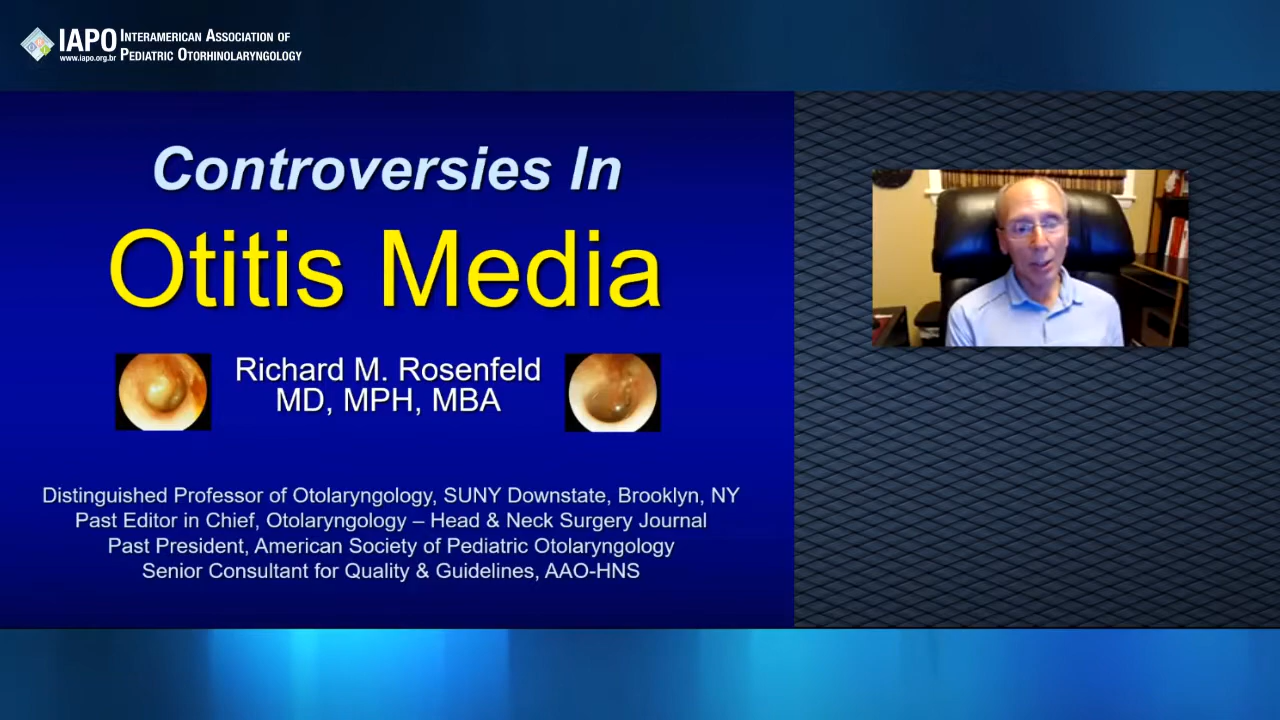 IAPO
www.iapo.org.br
Interamerican Association of
Pediatric Otorhinolaryngology
Controversies In
Otitis Media
Richard M. Rosenfeld
MD, MPH, MBA
Distinguished Professor of Otolaryngology, SUNY Downstate, Brooklyn, NY
Past Editor in Chief, Otolaryngology – Head & Neck Surgery Journal
Past President, American Society of Pediatric Otolaryngology
Senior Consultant for Quality & Guidelines, AAO-HNS